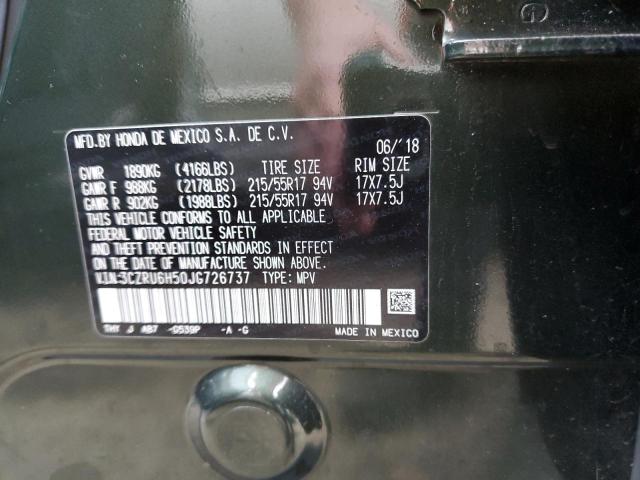 MFD.BY HONDA DE MEXICO S.A. DE C.V.
06/'18
GVWR 1890KG (4166LBS) TIRE SIZE RIM SIZE
GAWR F 988KG (2178LBS) 215/55R17 94V 17X7.5J
GAWR R 902KG (1988LBS) 215/55R17 94V 17X7.5J
THIS VEHICLE CONFORMS TO ALL APPLICABLE
FEDERAL MOTOR VEHICLE SAFETY
AND THEFT PREVENTION STANDARDS IN EFFECT
ON THE DATE OF MANUFACTURE SHOWN ABOVE.
V.I.N:3CZRU6H50JG726737 TYPE: MPV
THY J AB7 -G539P -A -G
MADE IN MEXICO